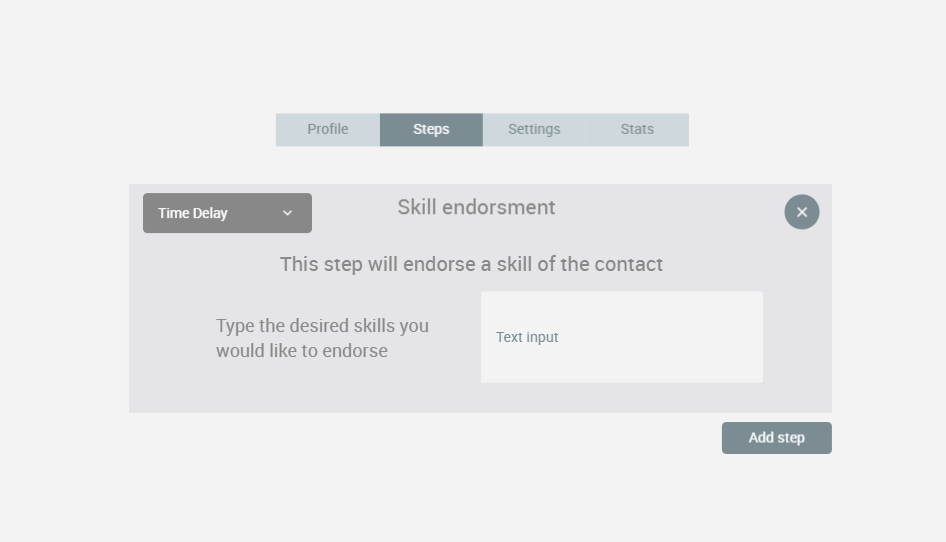 Profile
Steps
Settings
Stats
Time Delay
Skill endorsment
This step will endorse a skill of the contact
Type the desired skills you
would like to endorse
Text input
Add step